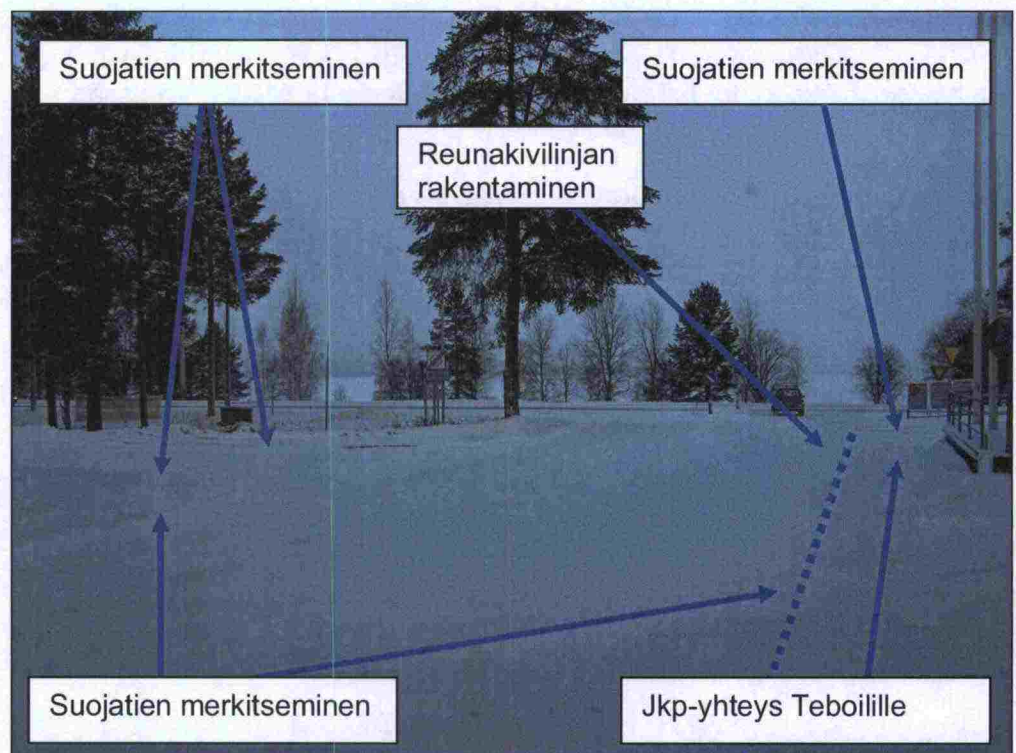 Suojatien merkitseminen
Suojatien merkitseminen
Reunakivilinjan
rakentaminen
Suojatien merkitseminen
Jkp-yhteys Teboilille